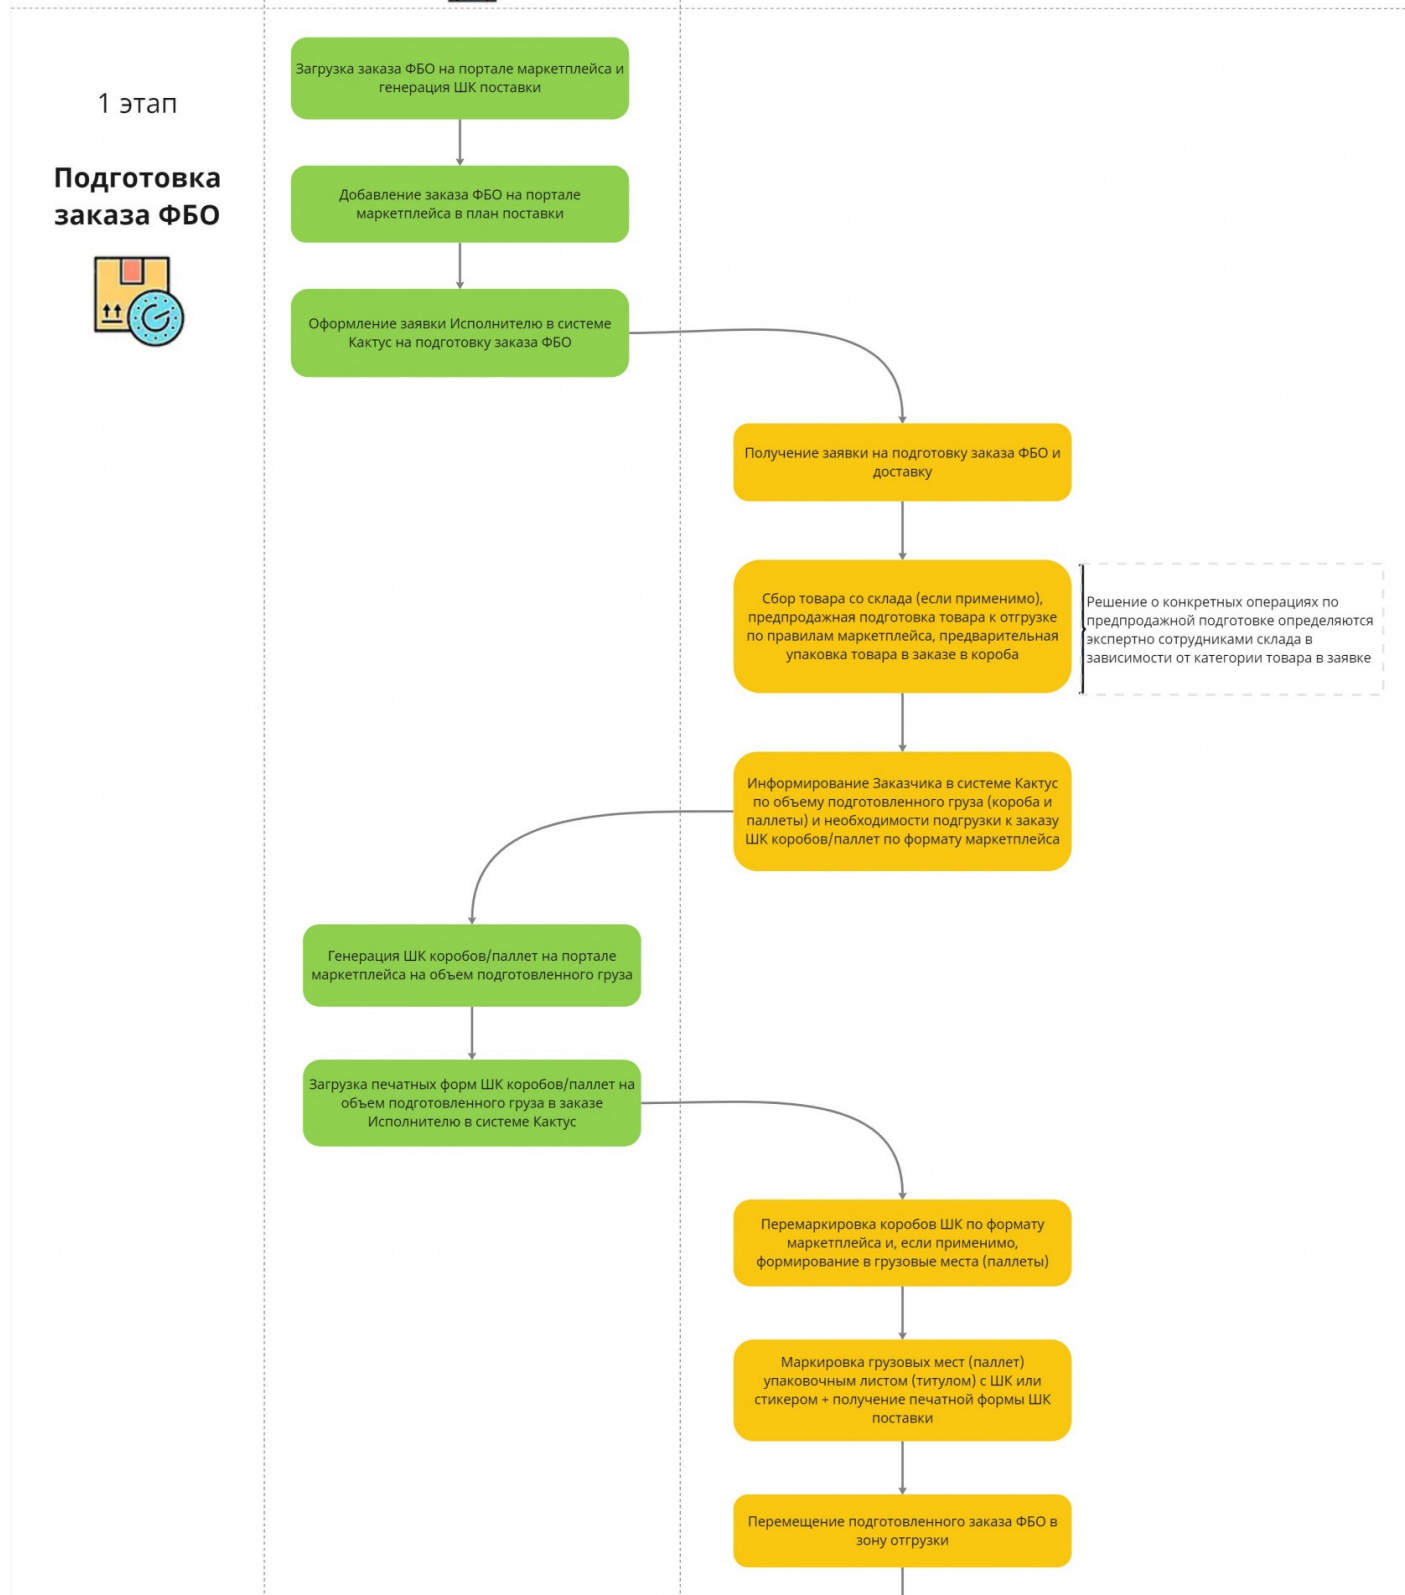 1 этап
Подготовка
заказа ФБО
Загрузка заказа ФБО на портале маркетплейса и
генерация ШК поставки
Добавление заказа ФБО на портале
маркетплейса в план поставки
Оформление заявки Исполнителю в системе
Кактус на подготовку заказа ФБО
Получение заявки на подготовку заказа ФБО и
доставку
Сбор товара со склада (если применимо),
предпродажная подготовка товара к отгрузке
по правилам маркетплейса, предварительная
упаковка товара в заказе в короба
Решение о конкретных операциях по
предпродажной подготовке определяются
экспертно сотрудниками склада в
зависимости от категории товара в заявке
Информирование Заказчика в системе Кактус
по объему подготовленного груза (короба и
паллеты) и необходимости подгрузки к заказу
ШК коробов/паллет по формату маркетплейса
Генерация ШК коробов/паллет на портале
маркетплейса на объем подготовленного груза
Загрузка печатных форм ШК коробов/паллет на
объем подготовленного груза в заказе
Исполнителю в системе Кактус
Перемаркировка коробов ШК по формату
маркетплейса и, если применимо,
формирование в грузовые места (паллеты)
Маркировка грузовых мест (паллет)
упаковочным листом (титулом) с ШК или
стикером + получение печатной формы ШК
поставки
Перемещение подготовленного заказа ФБО в
зону отгрузки